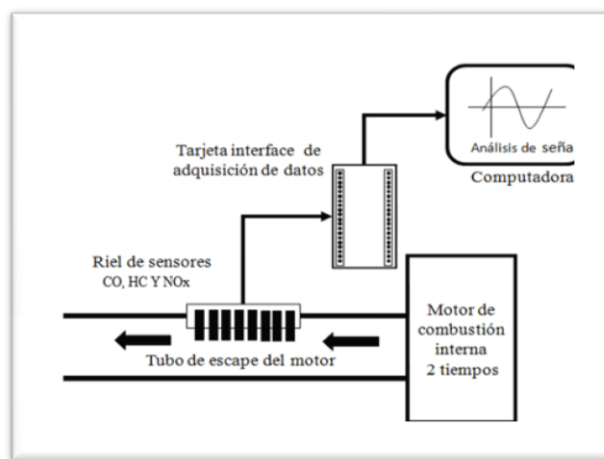 Análisis de seña
Computadora
Tarjeta interface de
adquisición de datos
Riel de sensores
CO, HC Y NOx
Tubo de escape del motor
Motor de
combustión
interna
2 tiempos